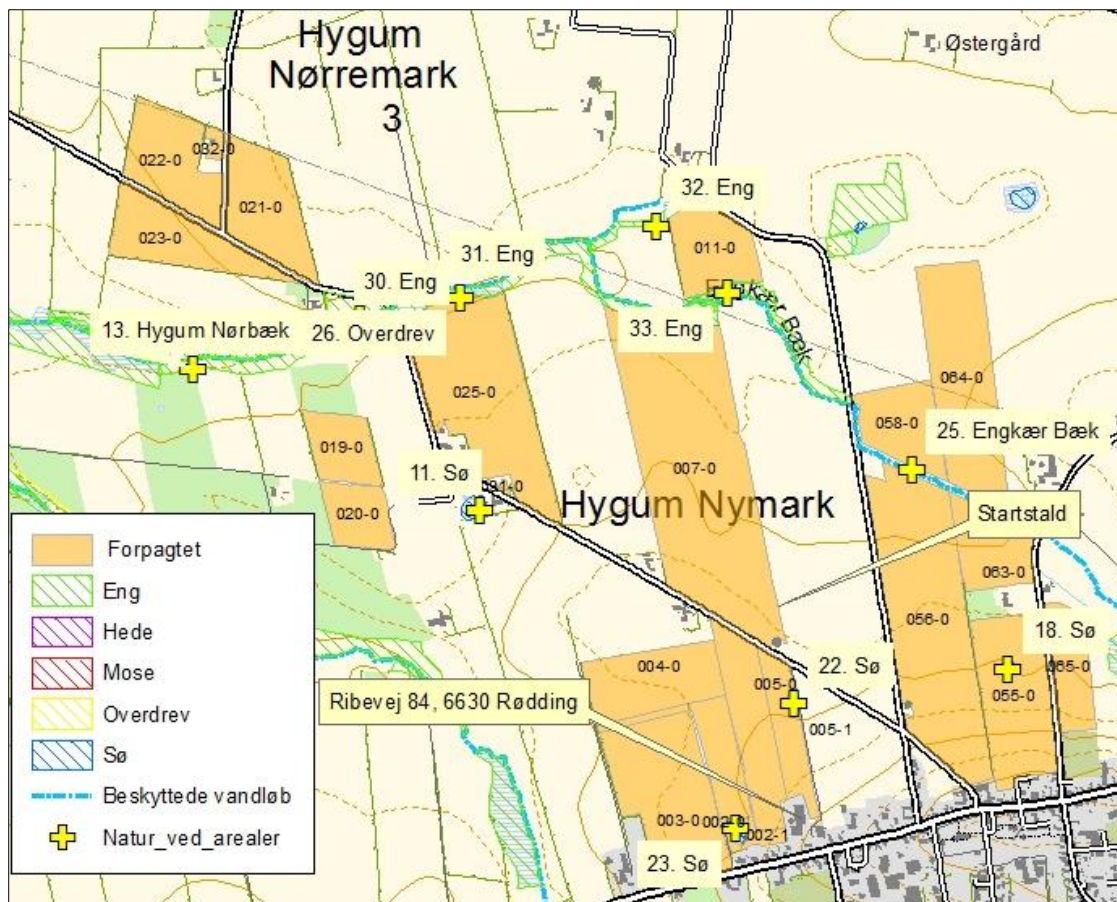 Hygum
Nørremark
3
Østergård
022-0
032-0
021-0
023-0
32. Eng
31. Eng
011-0
30. Eng
13. Hygum Nørbæk
26. Overdrev
33. Eng
Bæk
064-0
025-0
058-0
25. Engkær Bæk
019-0
11. Sø
007-0
020-0
Hygum Nymark
Startstald
Forpagtet
Eng
Hede
Mose
Overdrev
Sø
Beskyttede vandløb
Natur_ved_arealer
063-0
056-0
18. Sø
004-0
22. Sø
005-0
055-0
065-0
Ribevej 84, 6630 Rødding
005-1
003-0
002-1
23. Sø